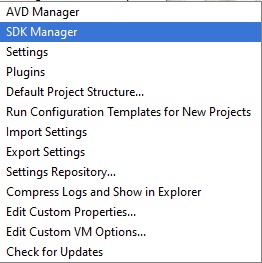 AVD Manager
SDK Manager
Settings
Plugins
Default Project Structure...
Run Configuration Templates for New Projects
Import Settings
Export Settings
Settings Repository...
Compress Logs and Show in Explorer
Edit Custom Properties...
Edit Custom VM Options...
Check for Updates